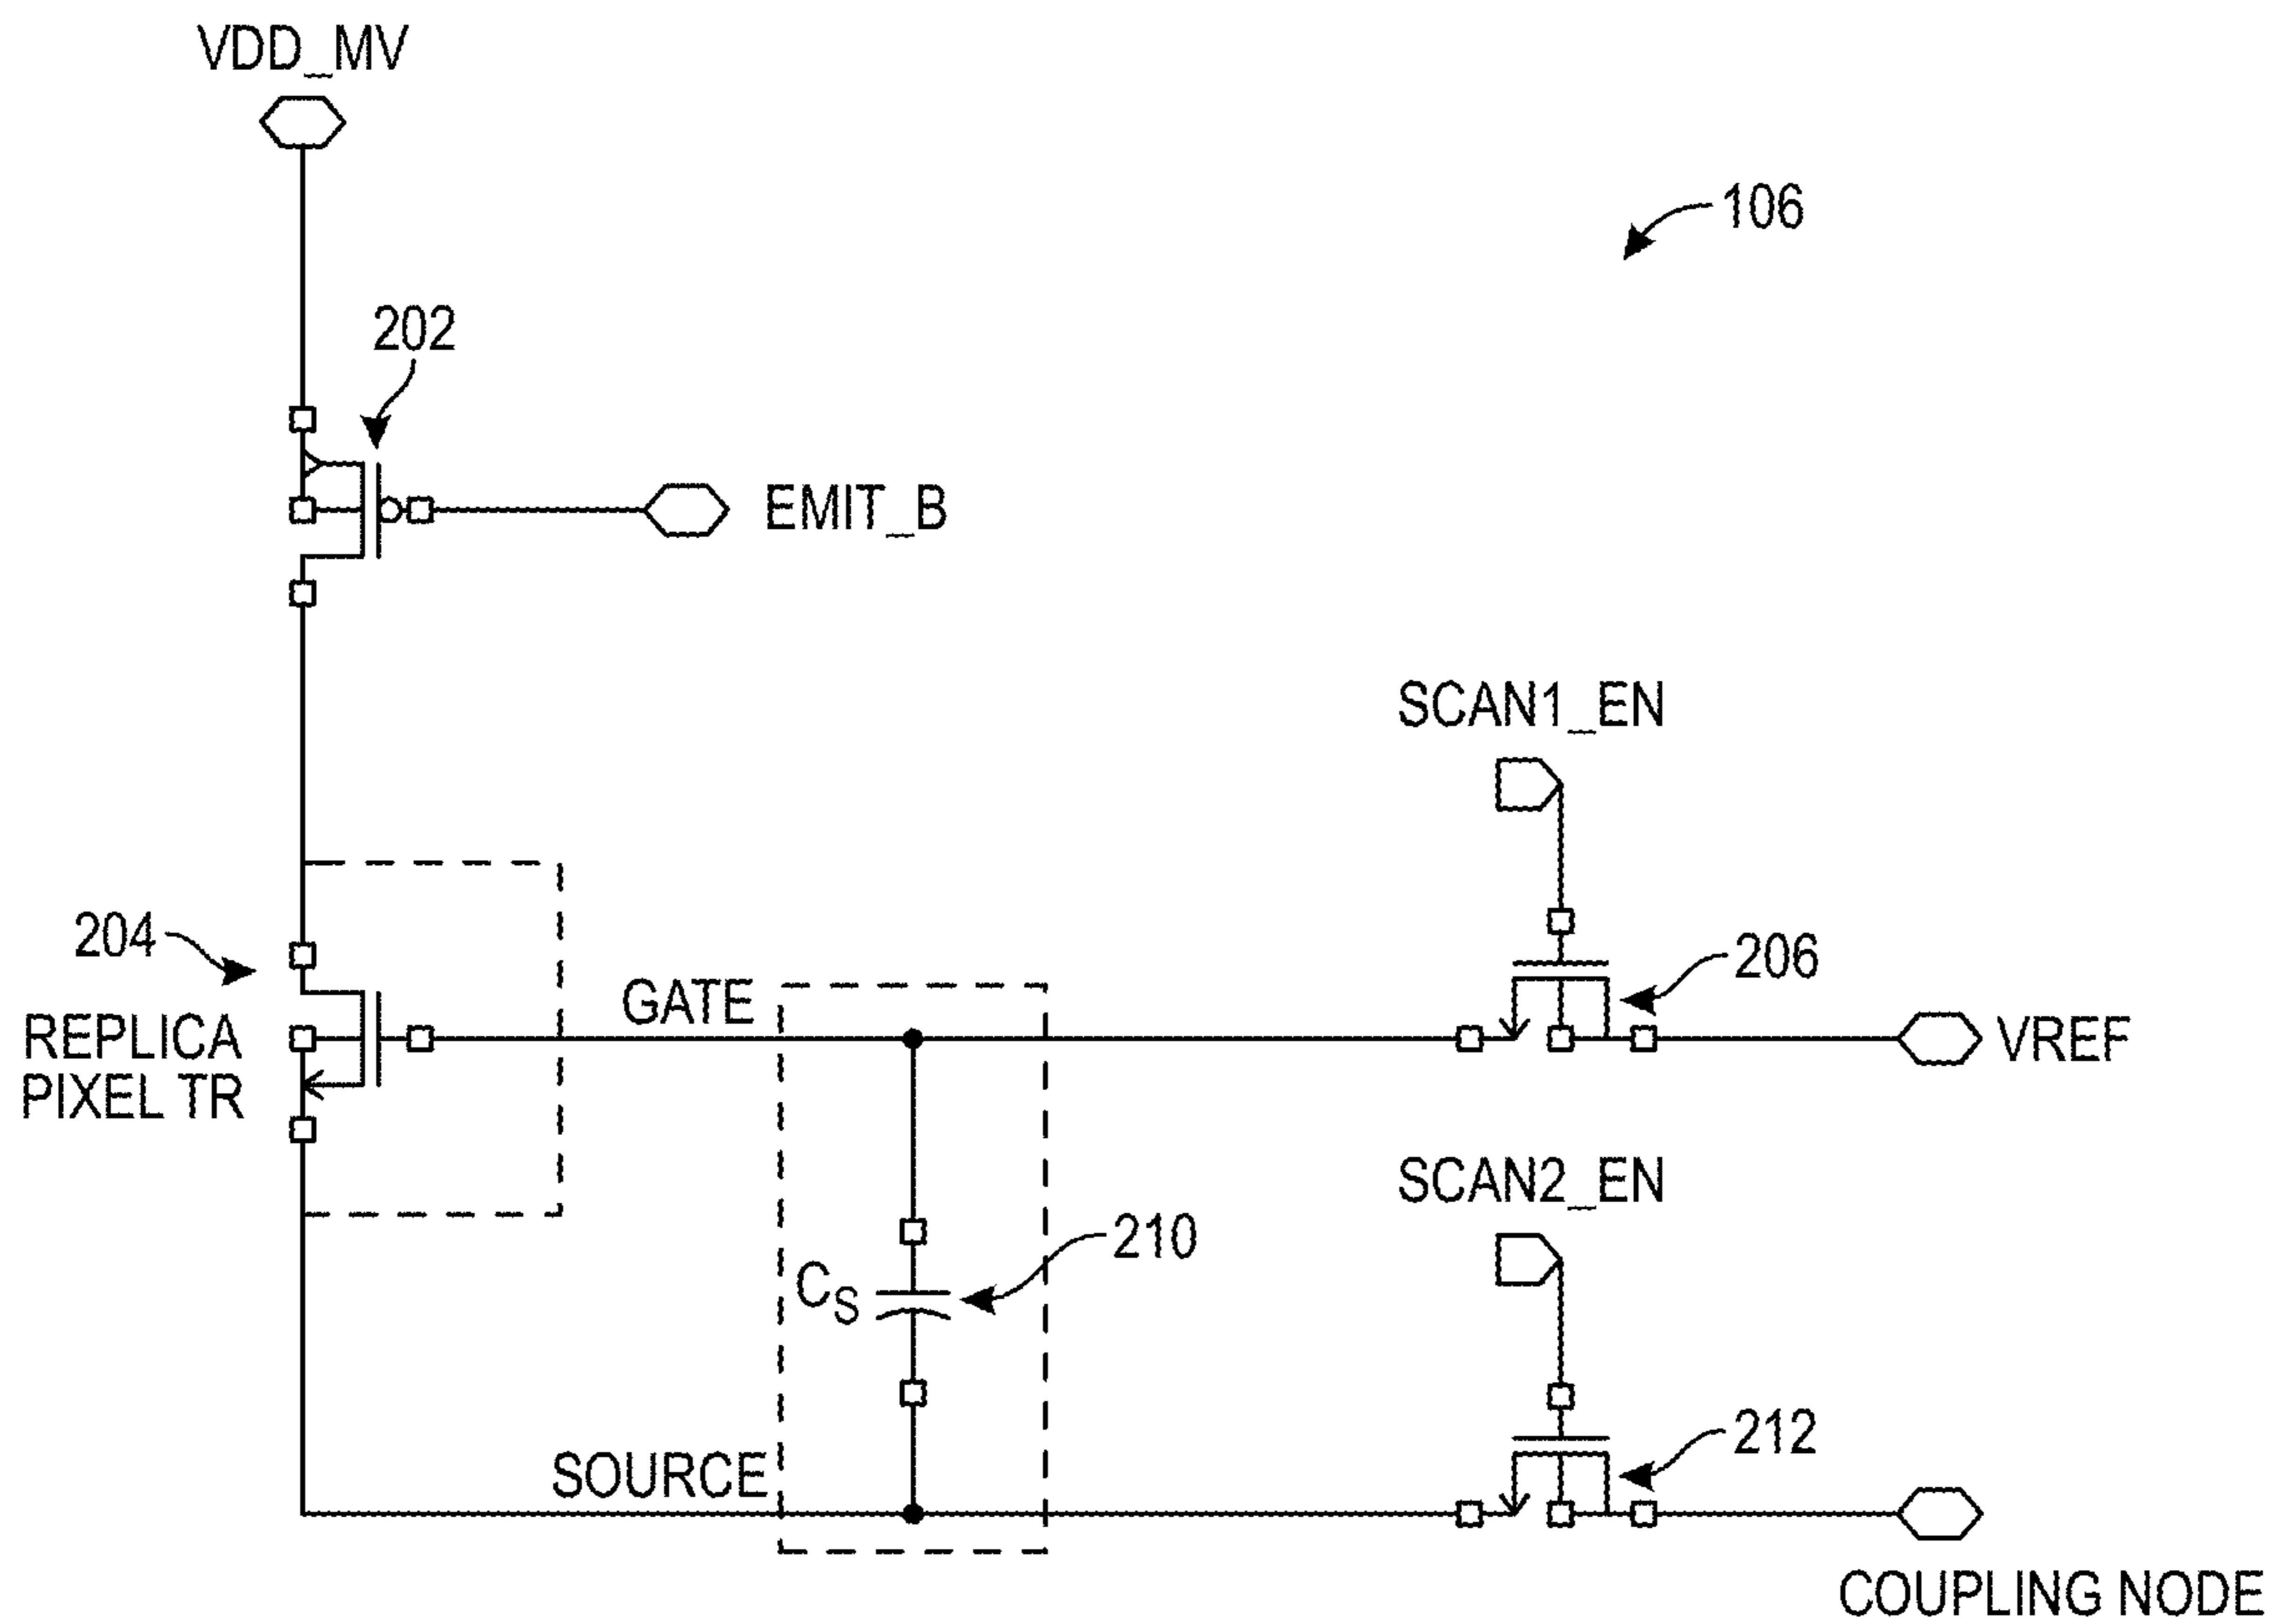 VDD_MV
106
202
EMIT_B
SCAN1_EN
204
206
GATE
REPLICA
PIXEL TR
VREF
SCAN2_EN
210
CS
212
SOURCE
COUPLING NODE